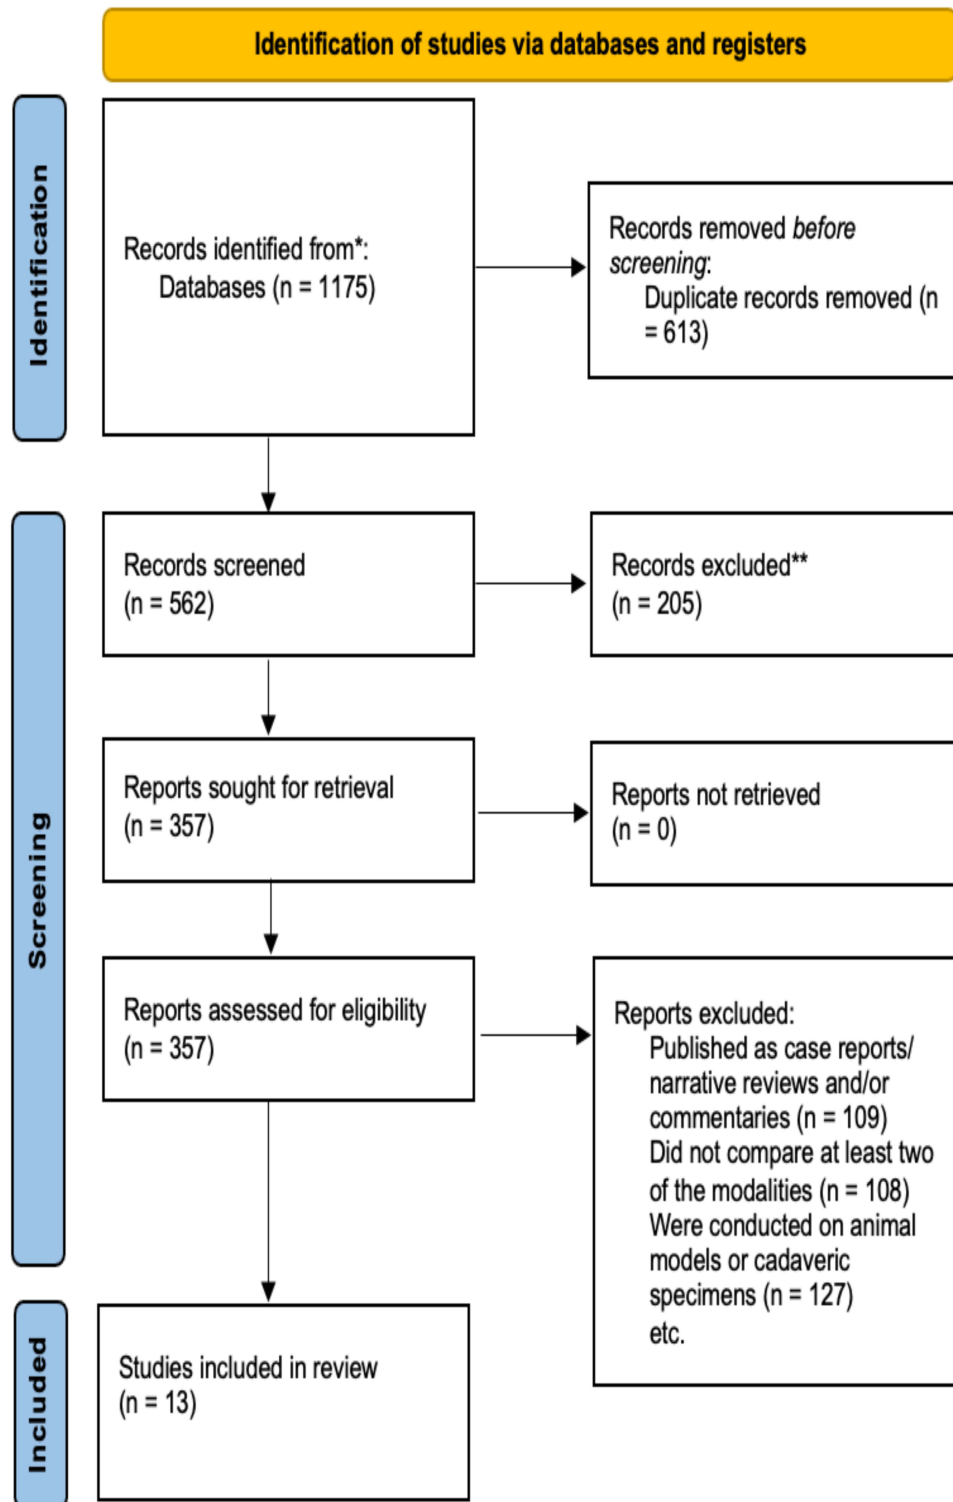 Identification of studies via databases and registers
Identification
Records identified from*:
Databases (n = 1175)
Records removed before
screening:
Duplicate records removed (n
= 613)
Screening
Records screened
(n = 562)
Records excluded**
(n = 205)
Reports sought for retrieval
(n = 357)
Reports not retrieved
(n = 0)
Reports assessed for eligibility
(n = 357)
Reports excluded:
Published as case reports/
narrative reviews and/or
commentaries (n = 109)
Did not compare at least two
of the modalities (n = 108)
Were conducted on animal
models or cadaveric
specimens (n = 127)
etc.
Included
Studies included in review
(n = 13)